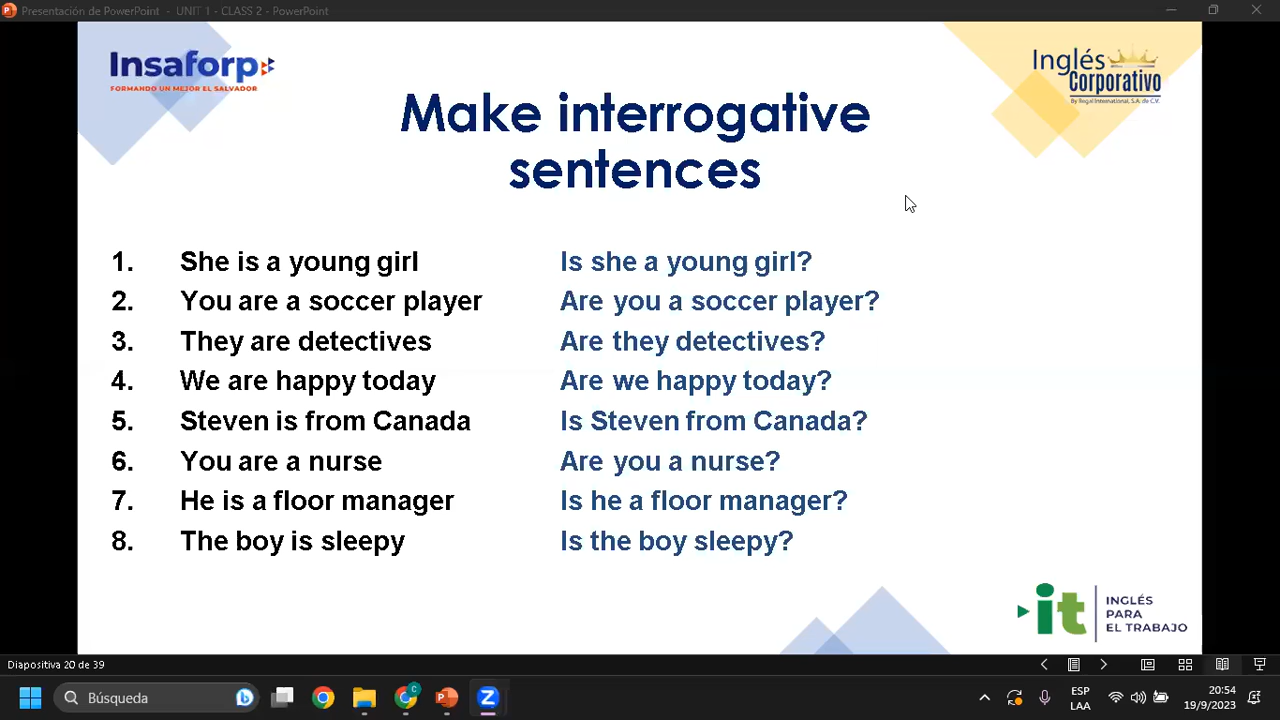 Presentación de PowerPoint - UNIT 1 - CLASS 2 - PowerPoint
Insaforp
FORMANDO UN MEJOR EL SALVADOR
Inglés
Corporativo
By Regal International, S.A. de C.V.
Make interrogative
sentences
1. She is a young girl Is she a young girl?
2. You are a soccer player Are you a soccer player?
3. They are detectives Are they detectives?
4. We are happy today Are we happy today?
5. Steven is from Canada Is Steven from Canada?
6. You are a nurse Are you a nurse?
7. He is a floor manager Is he a floor manager?
8. The boy is sleepy Is the boy sleepy?
it
INGLÉS
PARA
EL TRABAJO
Diapositiva 20 de 39
Búsqueda
ESP
LAA
20:54
19/9/2023